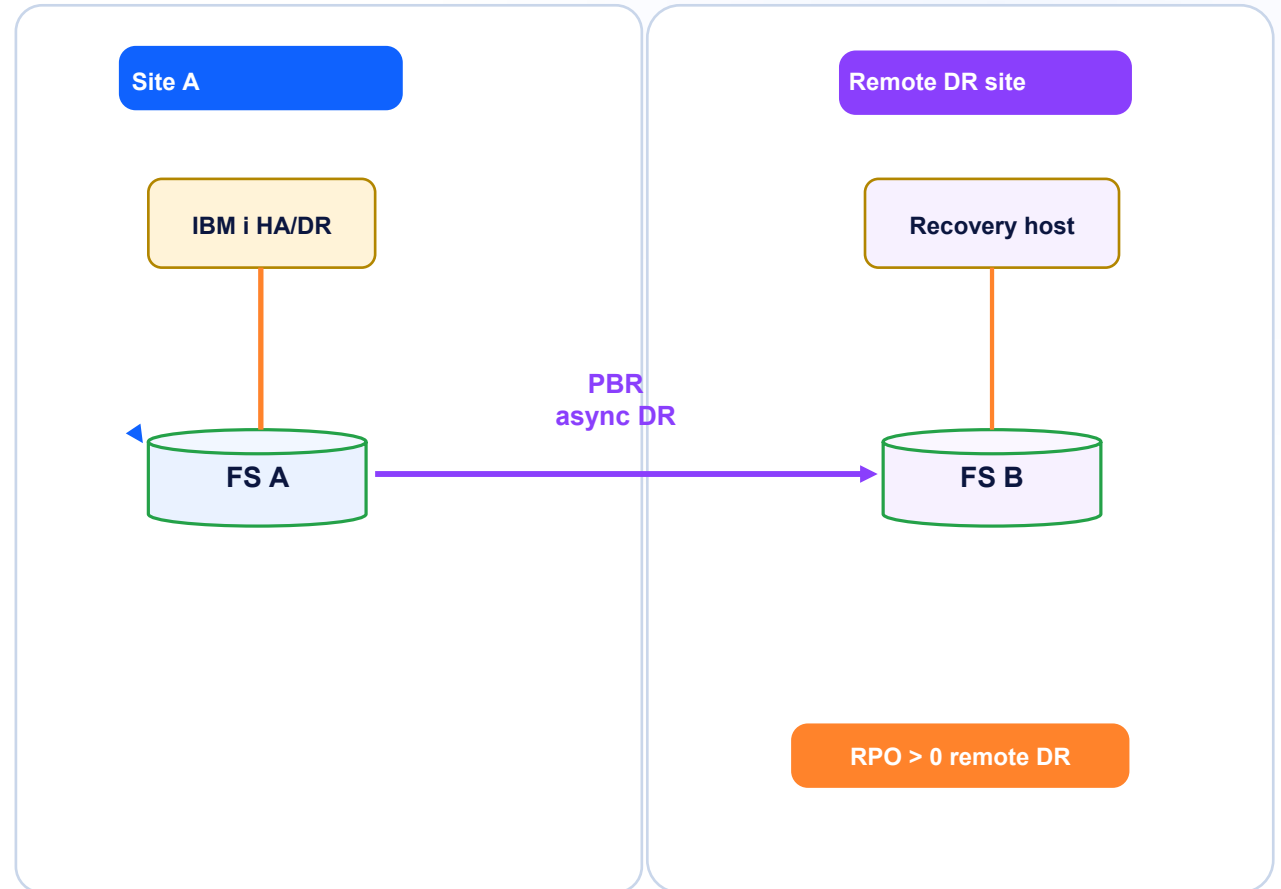 Site A
Remote DR site
IBM i HA/DR
Recovery host
PBR
async DR
FS A
FS B
RPO > 0 remote DR